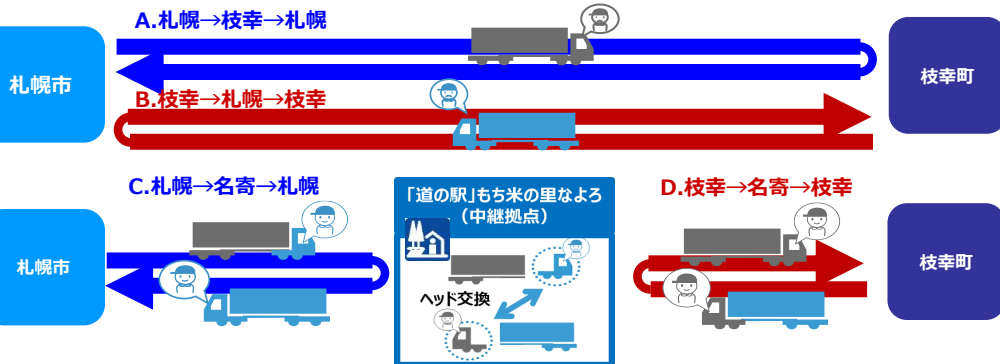 A.札幌→枝幸→札幌
札幌市
枝幸町
B.枝幸→札幌→枝幸
C.札幌→名寄→札幌
「道の駅」もち米の里なよろ
（中継拠点）
D.枝幸→名寄→枝幸
札幌市
ヘッド交換
枝幸町